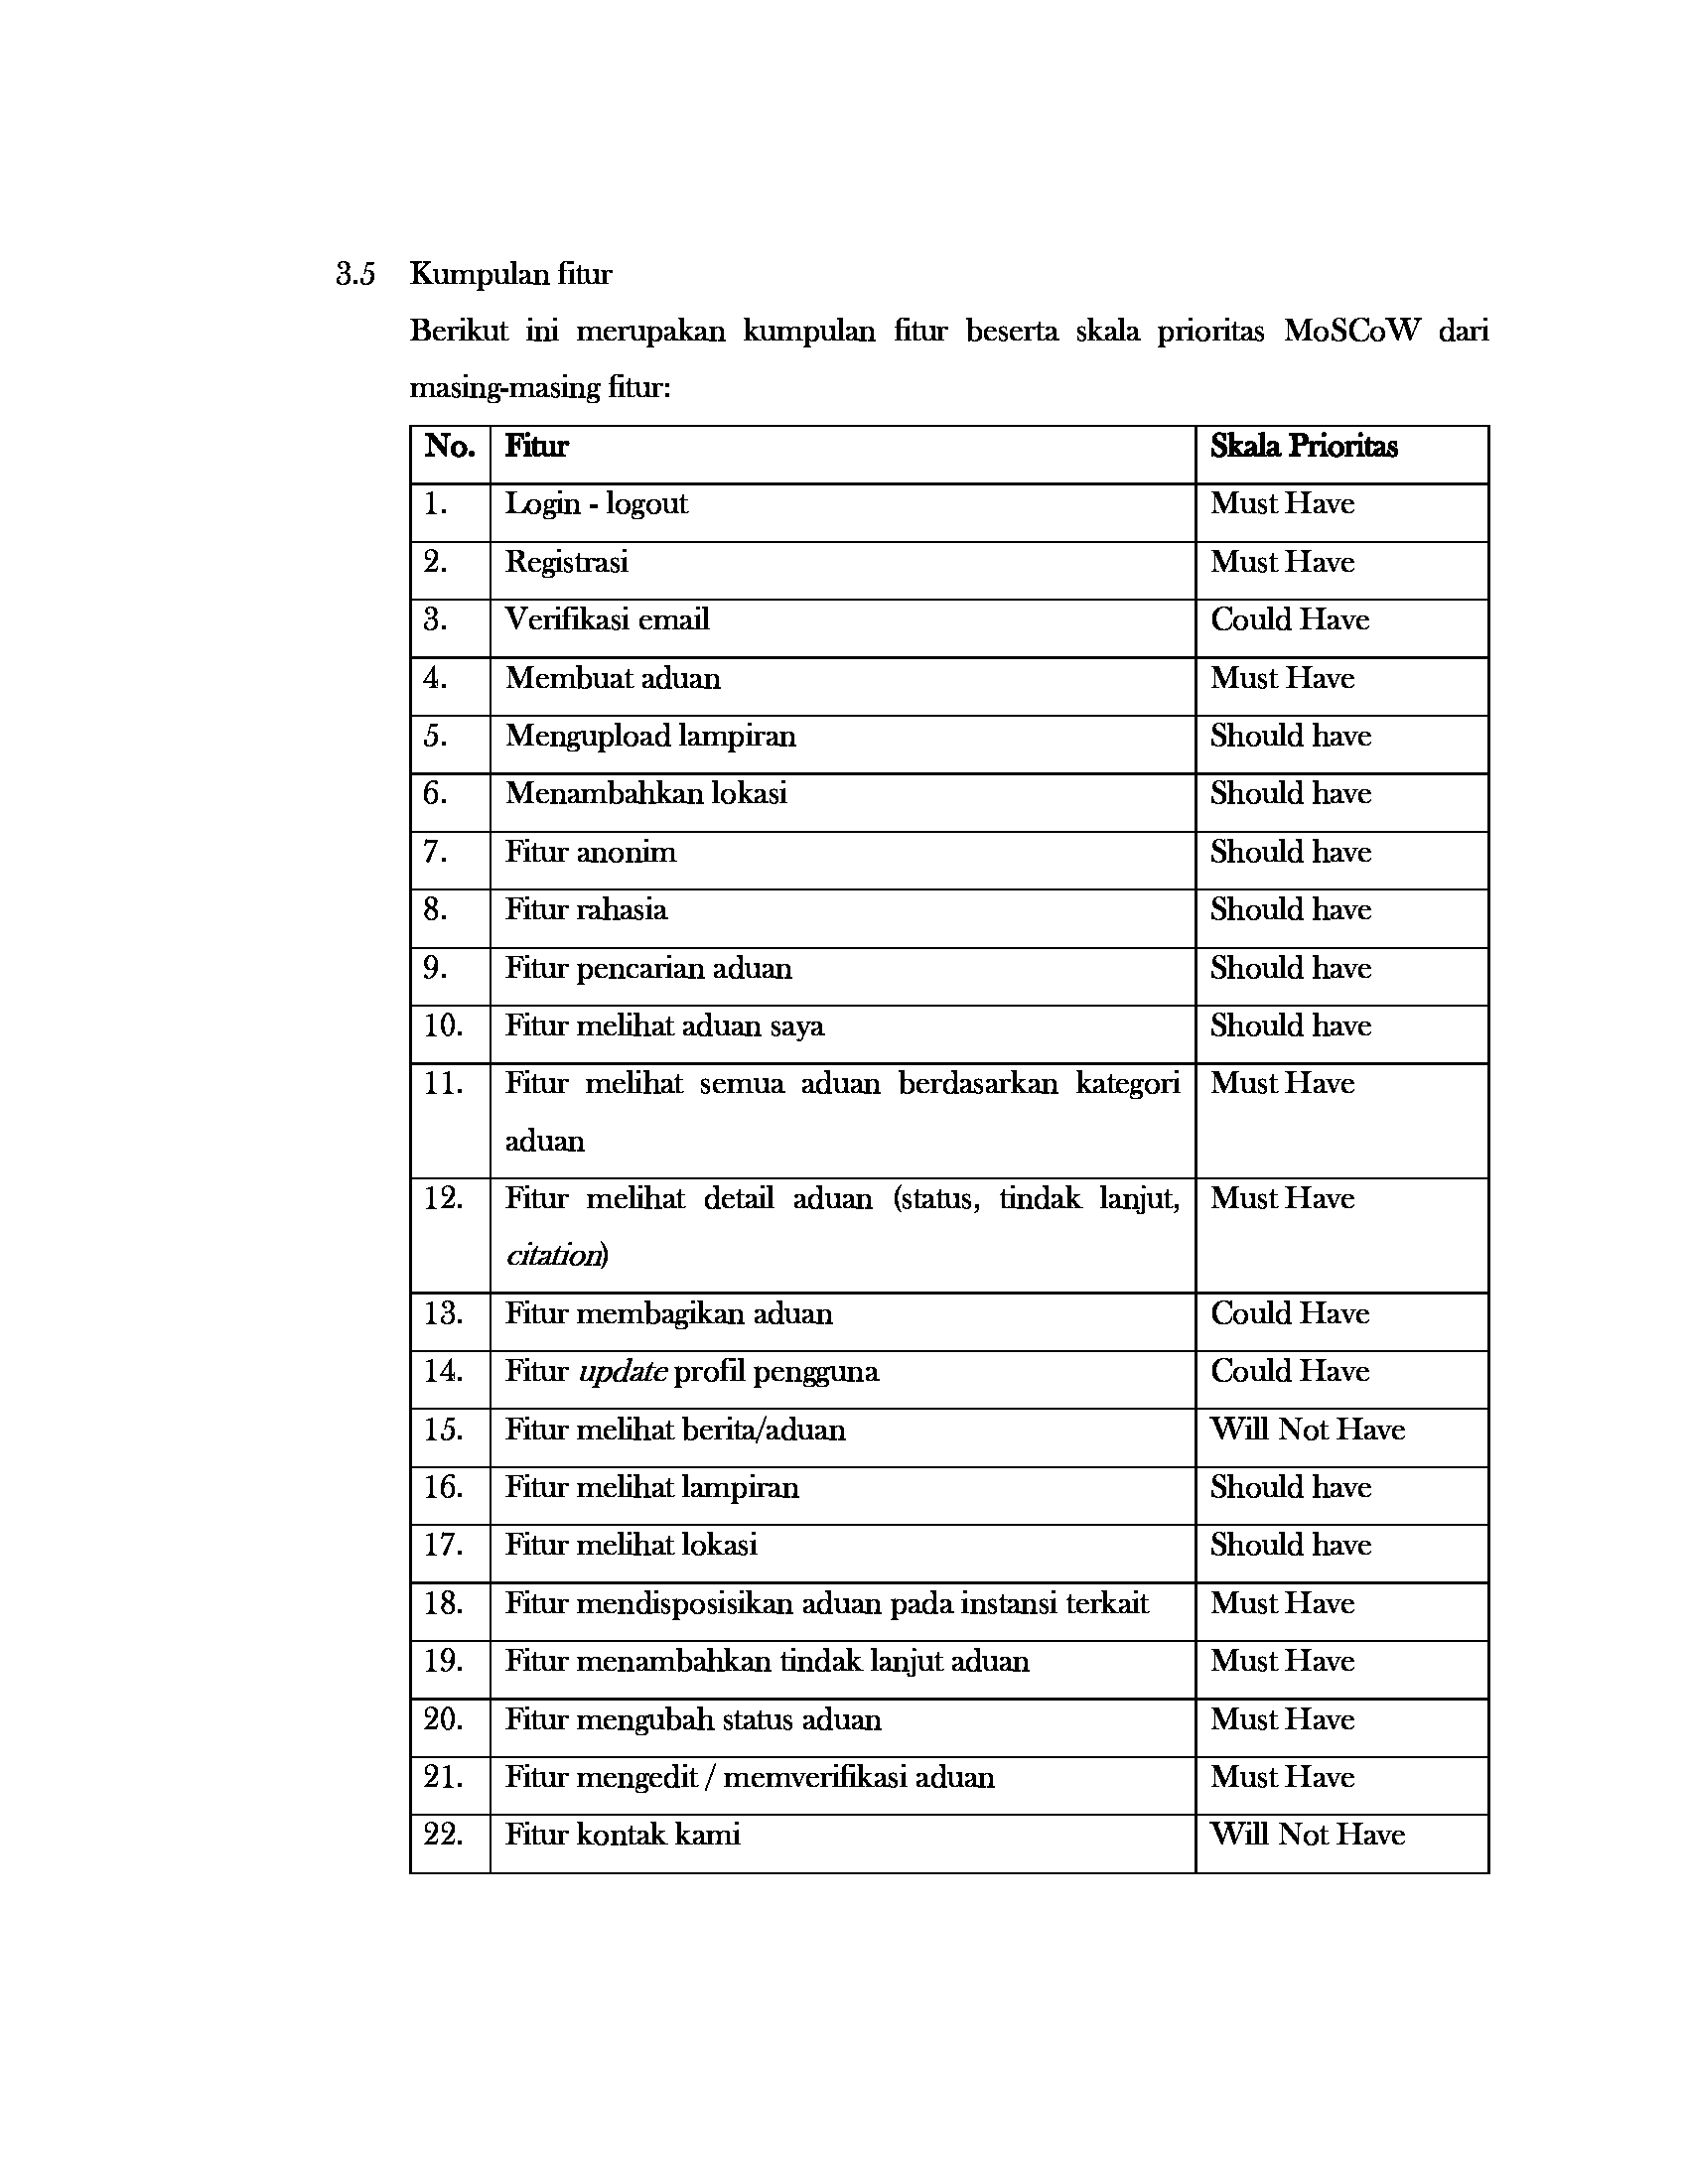 3.5 Kumpulan fitur
Berikut ini merupakan kumpulan fitur beserta skala prioritas MoSCoW dari
masing-masing fitur:
No. Fitur Skala Prioritas
1. Login - logout Must Have
2. Registrasi Must Have
3. Verifikasi email Could Have
4. Membuat aduan Must Have
5. Mengupload lampiran Should have
6. Menambahkan lokasi Should have
7. Fitur anonim Should have
8. Fitur rahasia Should have
9. Fitur pencarian aduan Should have
10. Fitur melihat aduan saya Should have
11. Fitur melihat semua aduan berdasarkan kategori Must Have
aduan
12. Fitur melihat detail aduan (status, tindak lanjut, Must Have
citation)
13. Fitur membagikan aduan Could Have
14. Fitur update profil pengguna Could Have
15. Fitur melihat berita/aduan Will Not Have
16. Fitur melihat lampiran Should have
17. Fitur melihat lokasi Should have
18. Fitur mendisposisikan aduan pada instansi terkait Must Have
19. Fitur menambahkan tindak lanjut aduan Must Have
20. Fitur mengubah status aduan Must Have
21. Fitur mengedit / memverifikasi aduan Must Have
22. Fitur kontak kami Will Not Have